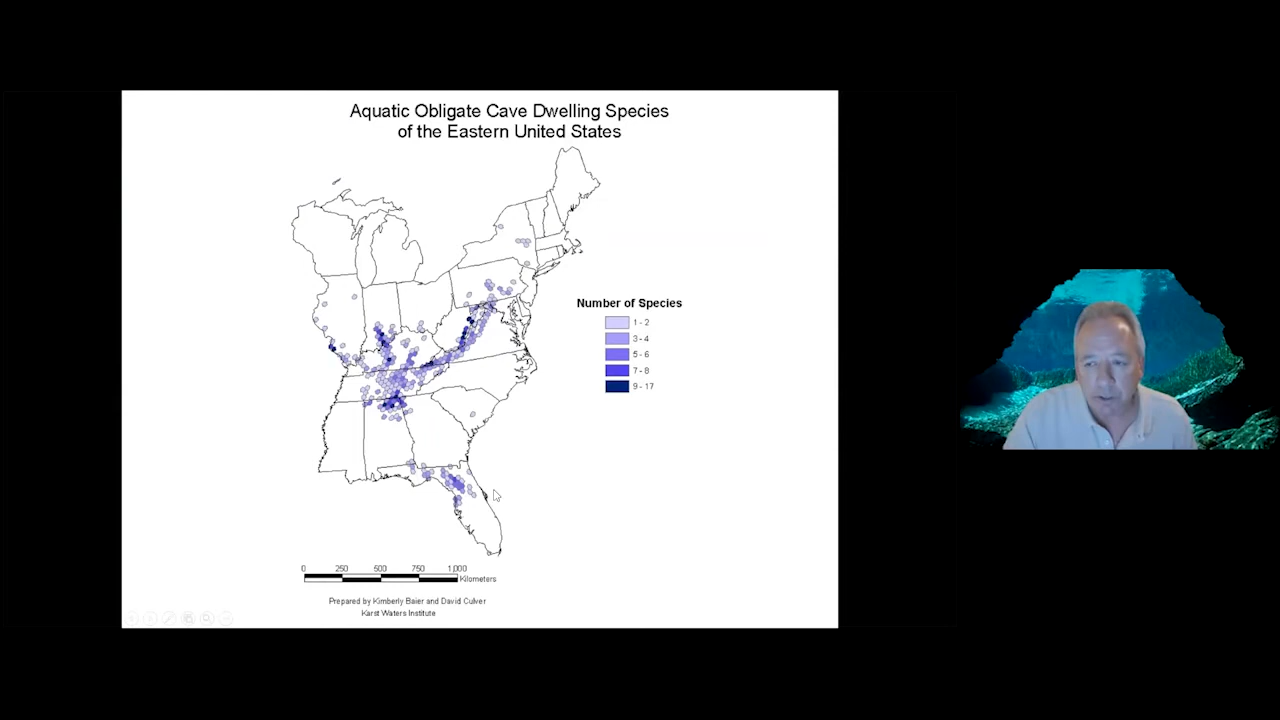 Aquatic Obligate Cave Dwelling Species
of the Eastern United States
Number of Species
1 - 2
3 - 4
5 - 6
7 - 8
9 - 17
0 250 500 750 1,000
Kilometers
Prepared by Kimberly Baier and David Culver
Karst Waters Institute